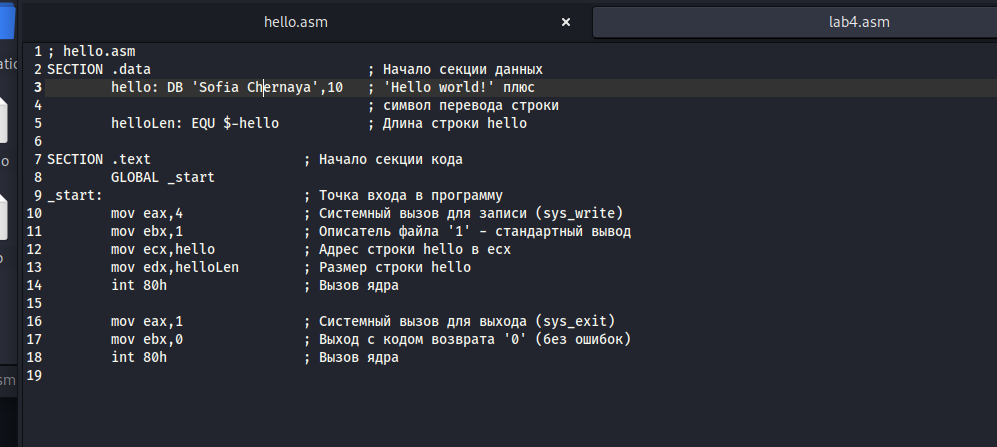 hello.asm × lab4.asm
1 ; hello.asm
2 SECTION .data ; Начало секции данных
3 hello: DB 'Sofia Chernaya',10 ; 'Hello world!' плюс
4 ; символ перевода строки
5 helloLen: EQU $-hello ; Длина строки hello
6
7 SECTION .text ; Начало секции кода
8 GLOBAL _start
9 _start: ; Точка входа в программу
10 mov eax,4 ; Системный вызов для записи (sys_write)
11 mov ebx,1 ; Описатель файла '1' - стандартный вывод
12 mov ecx,hello ; Адрес строки hello в ecx
13 mov edx,helloLen ; Размер строки hello
14 int 80h ; Вызов ядра
15
16 mov eax,1 ; Системный вызов для выхода (sys_exit)
17 mov ebx,0 ; Выход с кодом возврата '0' (без ошибок)
18 int 80h ; Вызов ядра
19